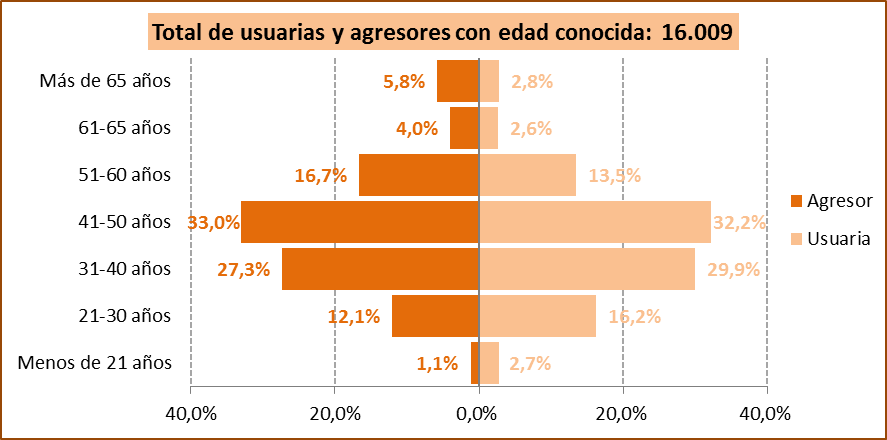 Total de usuarias y agresores con edad conocida: 16.009
Más de 65 años 5,8% 2,8%
61-65 años 4,0% 2,6%
51-60 años 16,7% 13,5%
41-50 años 33,0% 32,2%
31-40 años 27,3% 29,9%
21-30 años 12,1% 16,2%
Menos de 21 años 1,1% 2,7%
40,0% 20,0% 0,0% 20,0% 40,0%
Agresor
Usuaria